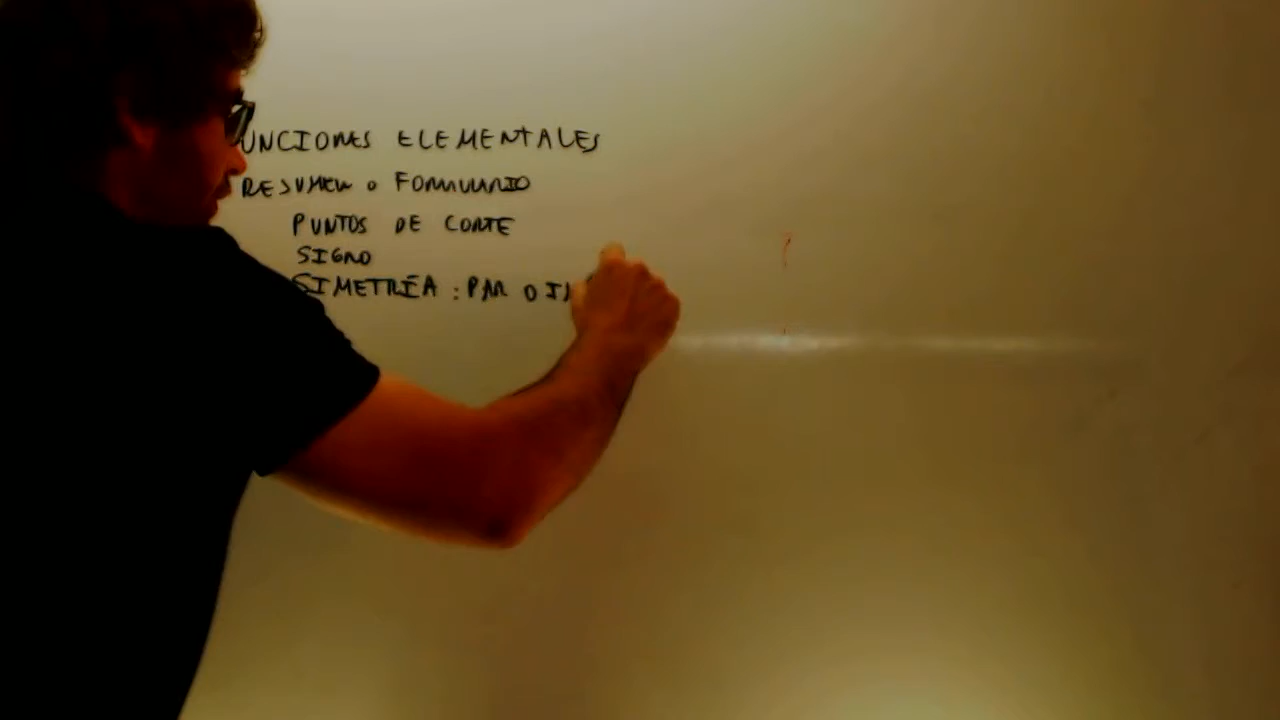 UNCIONES ELEMENTALES
RESUMEN O FORMULARIO
PUNTOS DE CORTE
SIGNO
SIMETRÍA : PAR O